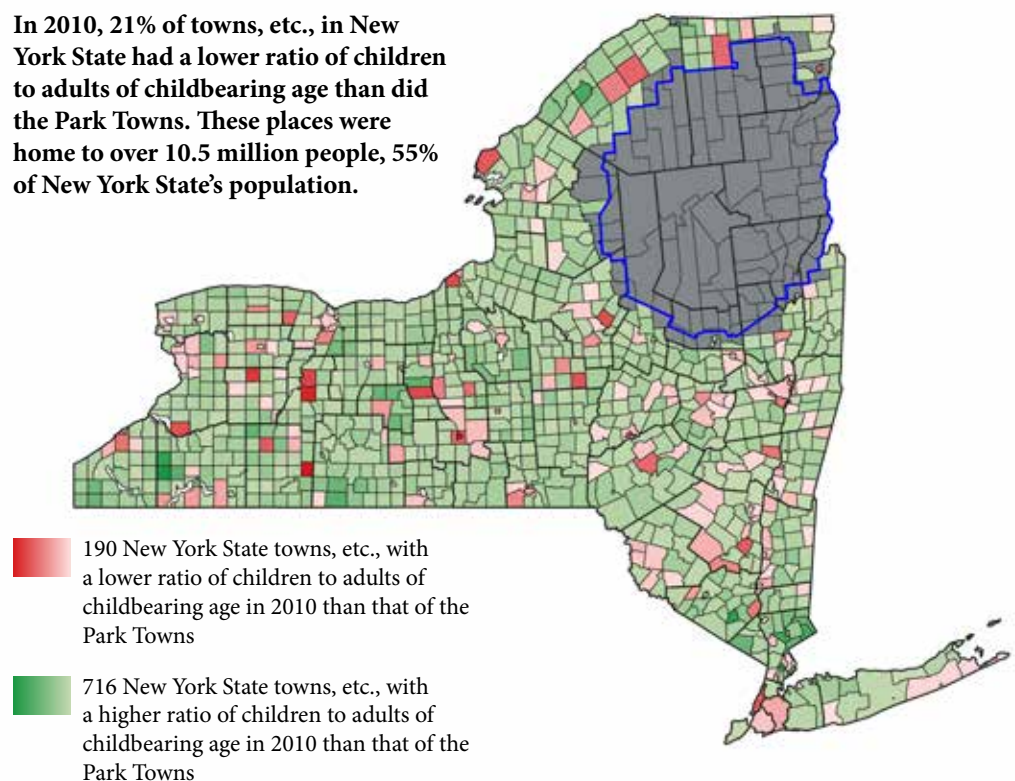 In 2010, 21% of towns, etc., in New
York State had a lower ratio of children
to adults of childbearing age than did
the Park Towns. These places were
home to over 10.5 million people, 55%
of New York State’s population.
190 New York State towns, etc., with
a lower ratio of children to adults of
childbearing age in 2010 than that of the
Park Towns
716 New York State towns, etc., with
a higher ratio of children to adults of
childbearing age in 2010 than that of the
Park Towns